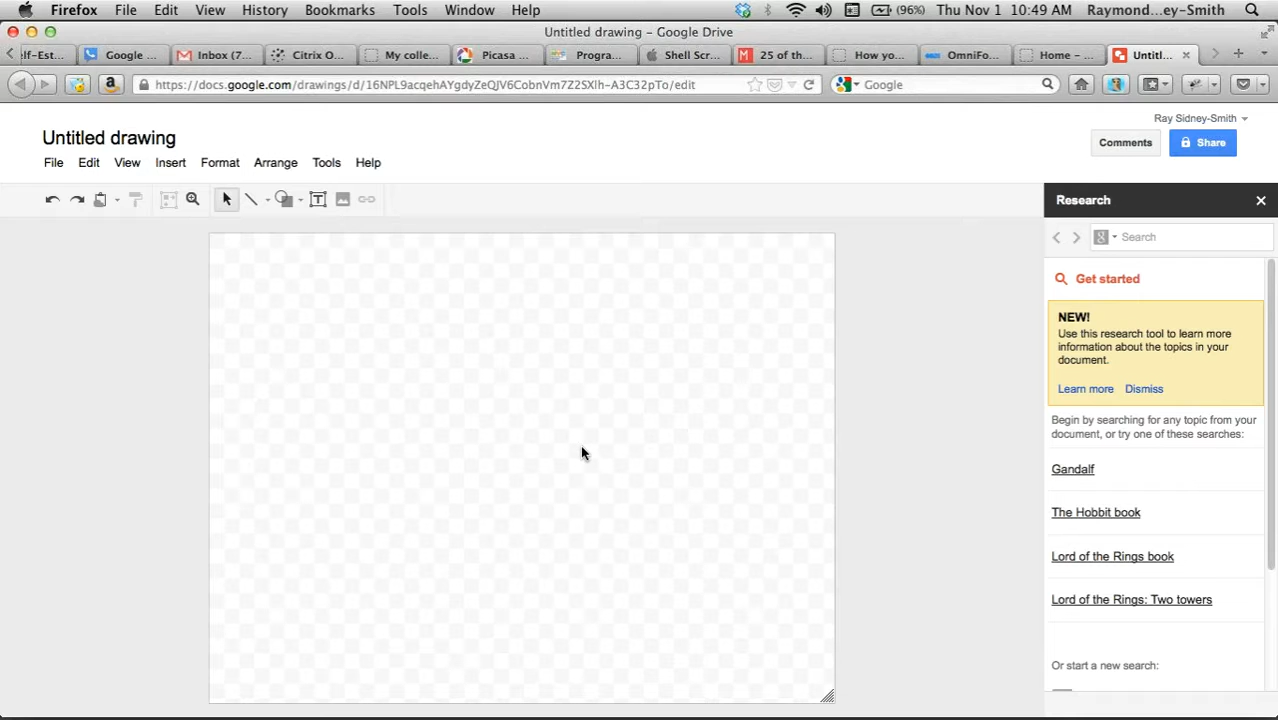 Firefox File Edit View History Bookmarks Tools Window Help (96%) Thu Nov 1 10:49 AM Raymond...ey-Smith
Untitled drawing – Google Drive
elf-Est... Google ... Inbox (7... Citrix O... My colle... Picasa ... Progra... Shell Scr... 25 of th... How yo... OmniFo... Home – ... Untitl...
https://docs.google.com/drawings/d/16NPL9acqehAYgdyZeQJV6CobnVm7Z2SXlh-A3C32pTo/edit Google
Ray Sidney-Smith
Untitled drawing
Comments Share
File Edit View Insert Format Arrange Tools Help
Research
Search
Get started
NEW!
Use this research tool to learn more
information about the topics in your
document.
Learn more Dismiss
Begin by searching for any topic from your
document, or try one of these searches:
Gandalf
The Hobbit book
Lord of the Rings book
Lord of the Rings: Two towers
Or start a new search: